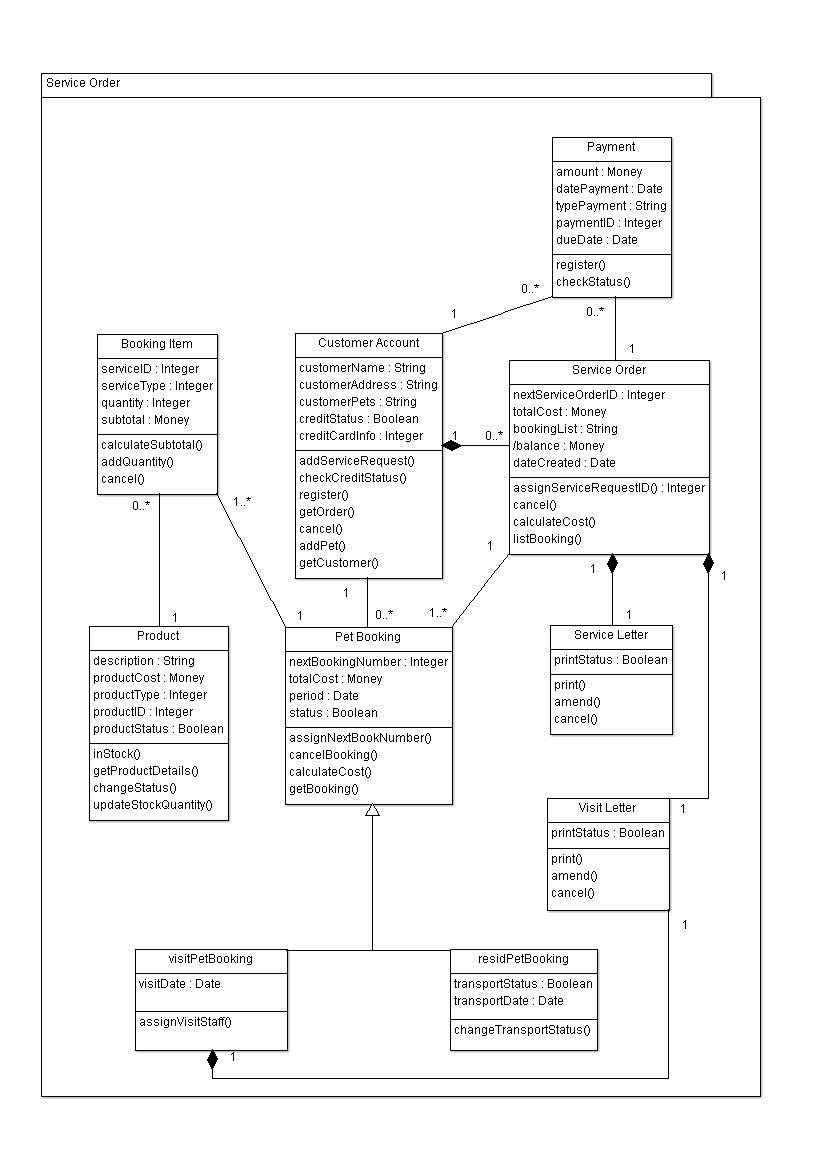 Service Order
Payment
amount : Money
datePayment : Date
typePayment : String
paymentID : Integer
dueDate : Date
register()
checkStatus()
0..*
1
0..*
1
Booking Item
serviceID : Integer
serviceType : Integer
quantity : Integer
subtotal : Money
calculateSubtotal()
addQuantity()
cancel()
0..*
1..*
Customer Account
customerName : String
customerAddress : String
customerPets : String
creditStatus : Boolean
creditCardInfo : Integer
addServiceRequest()
checkCreditStatus()
register()
getOrder()
cancel()
addPet()
getCustomer()
1
0..*
1
0..*
Service Order
nextServiceOrderID : Integer
totalCost : Money
bookingList : String
/balance : Money
dateCreated : Date
assignServiceRequestID() : Integer
cancel()
calculateCost()
listBooking()
1
1
1
1
1
1..*
1
Product
description : String
productCost : Money
productType : Integer
productID : Integer
productStatus : Boolean
inStock()
getProductDetails()
changeStatus()
updateStockQuantity()
Pet Booking
nextBookingNumber : Integer
totalCost : Money
period : Date
status : Boolean
assignNextBookNumber()
cancelBooking()
calculateCost()
getBooking()
Service Letter
printStatus : Boolean
print()
amend()
cancel()
Visit Letter
printStatus : Boolean
print()
amend()
cancel()
1
1
visitPetBooking
visitDate : Date
assignVisitStaff()
1
residPetBooking
transportStatus : Boolean
transportDate : Date
changeTransportStatus()